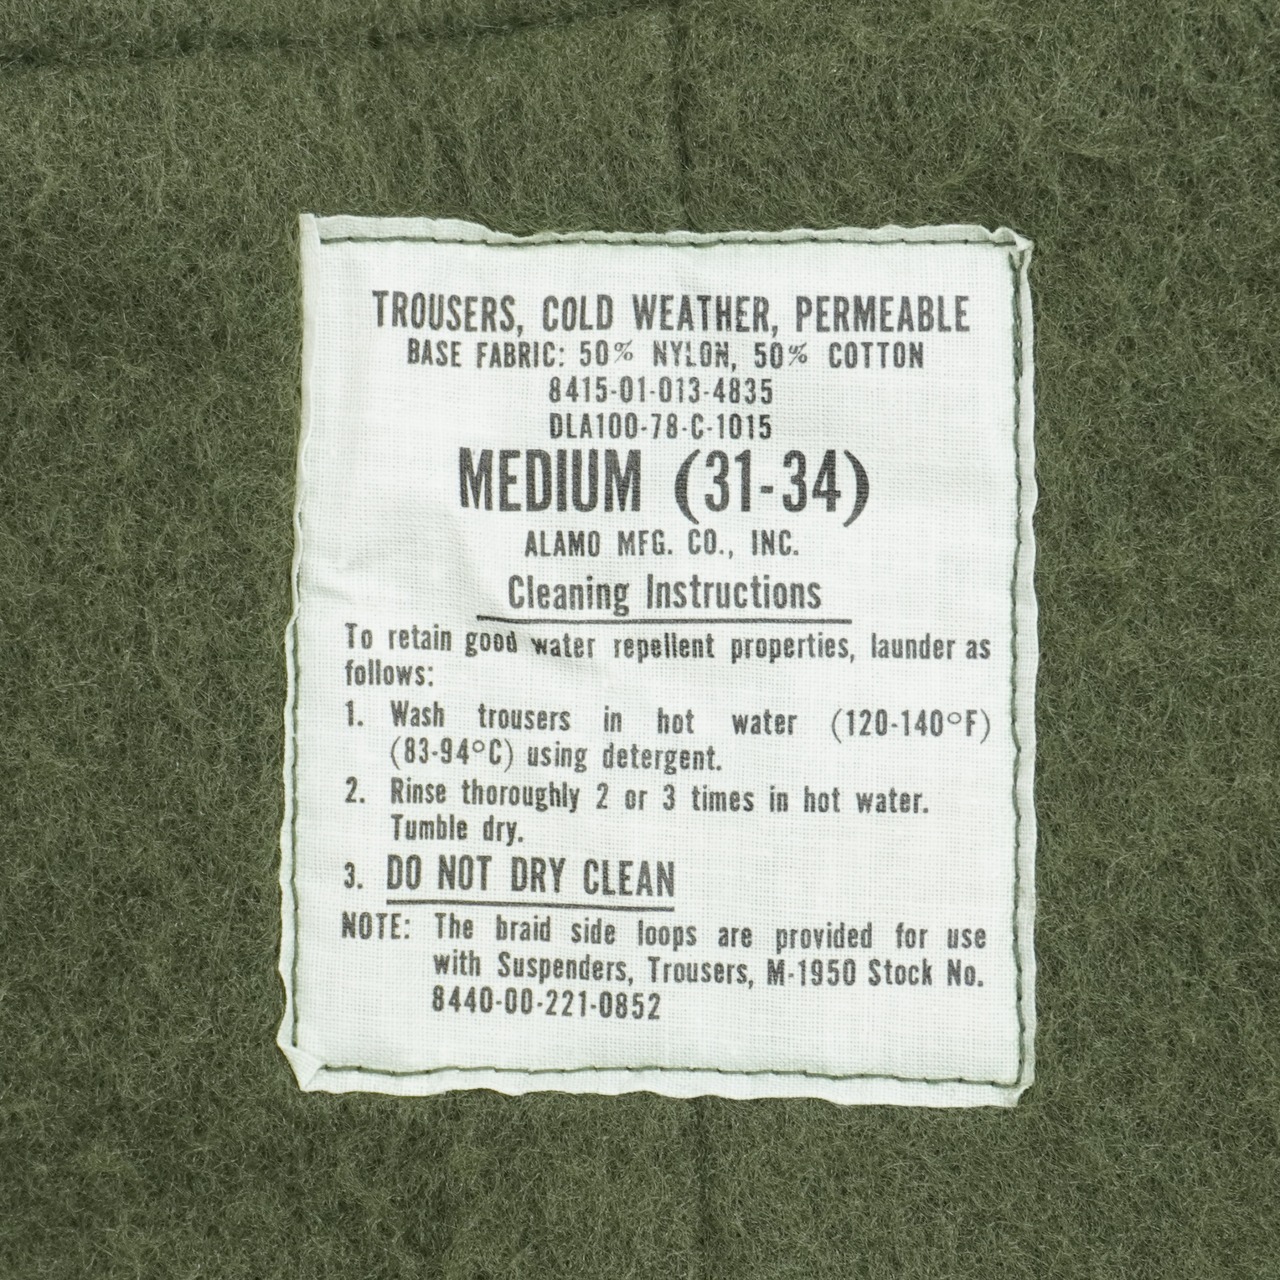 TROUSERS, COLD WEATHER, PERMEABLE
BASE FABRIC: 50% NYLON, 50% COTTON
8415-01-013-4835
DLA100-78-C-1015
MEDIUM (31-34)
ALAMO MFG. CO., INC.
Cleaning Instructions
To retain good water repellent properties, launder as
follows:
1. Wash trousers in hot water (120-140°F)
(83-94°C) using detergent.
2. Rinse thoroughly 2 or 3 times in hot water.
Tumble dry.
3. DO NOT DRY CLEAN
NOTE: The braid side loops are provided for use
with Suspenders, Trousers, M-1950 Stock No.
8440-00-221-0852